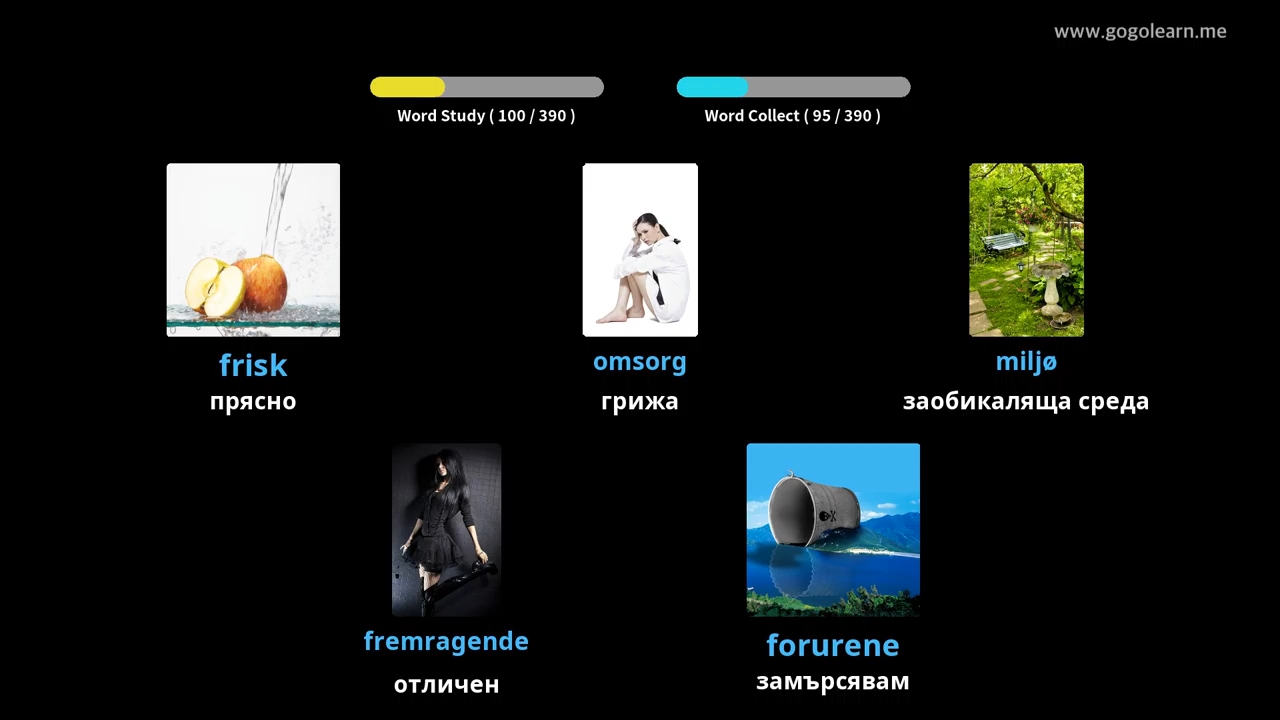 www.gogolearn.me
Word Study ( 100 / 390 )
Word Collect ( 95 / 390 )
frisk
прясно
omsorg
грижа
miljø
заобикаляща среда
fremragende
отличен
forurene
замърсявам